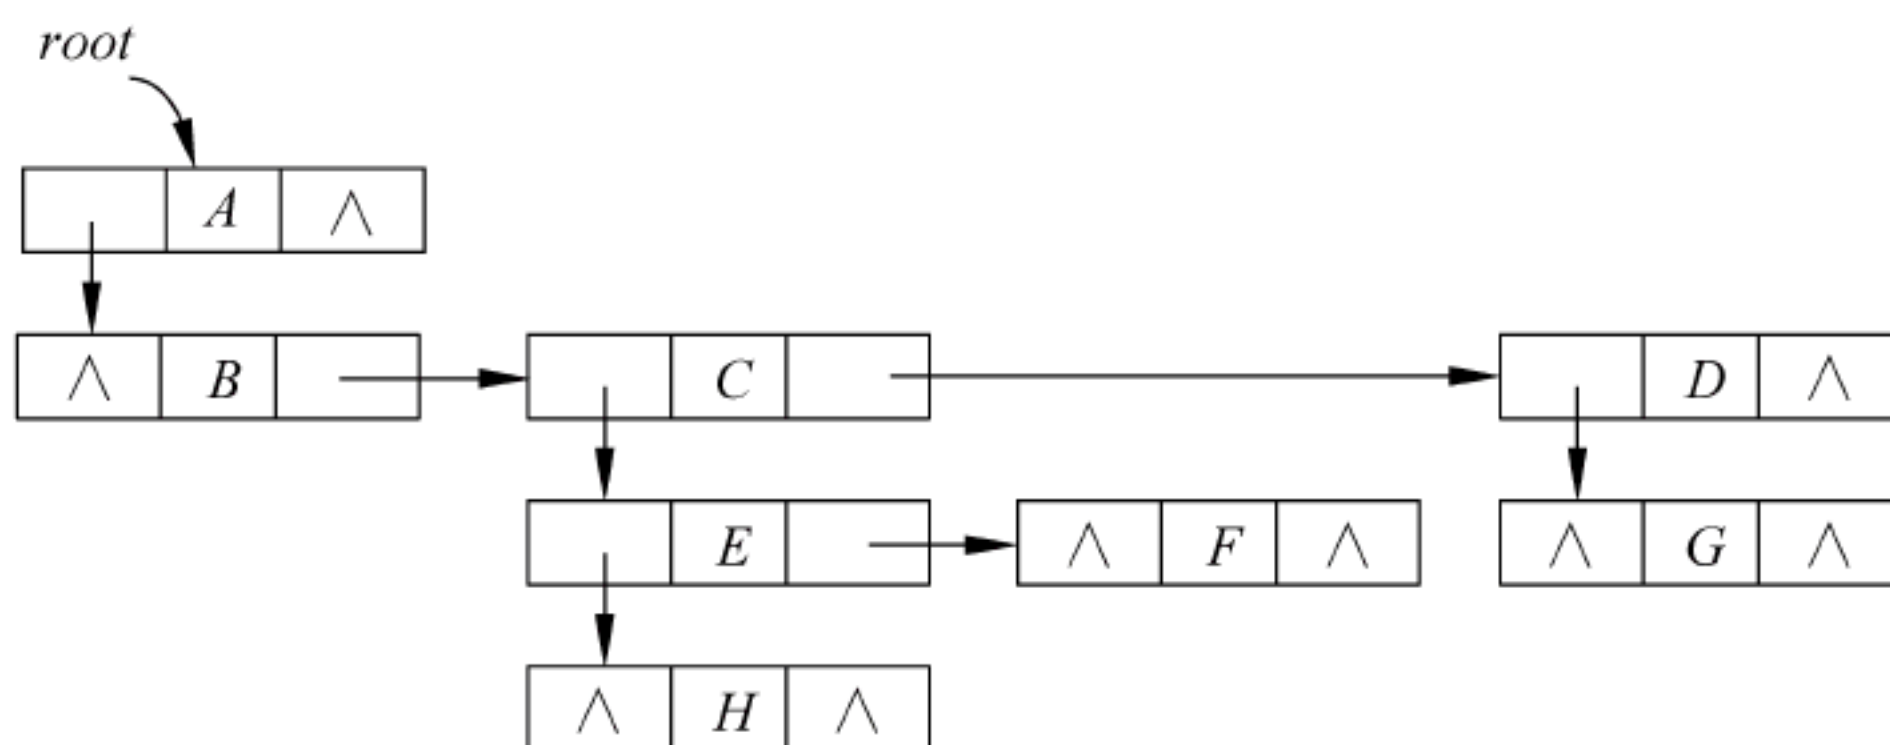 root
A ∧
∧ B C D ∧
E ∧ F ∧ ∧ G ∧
∧ H ∧